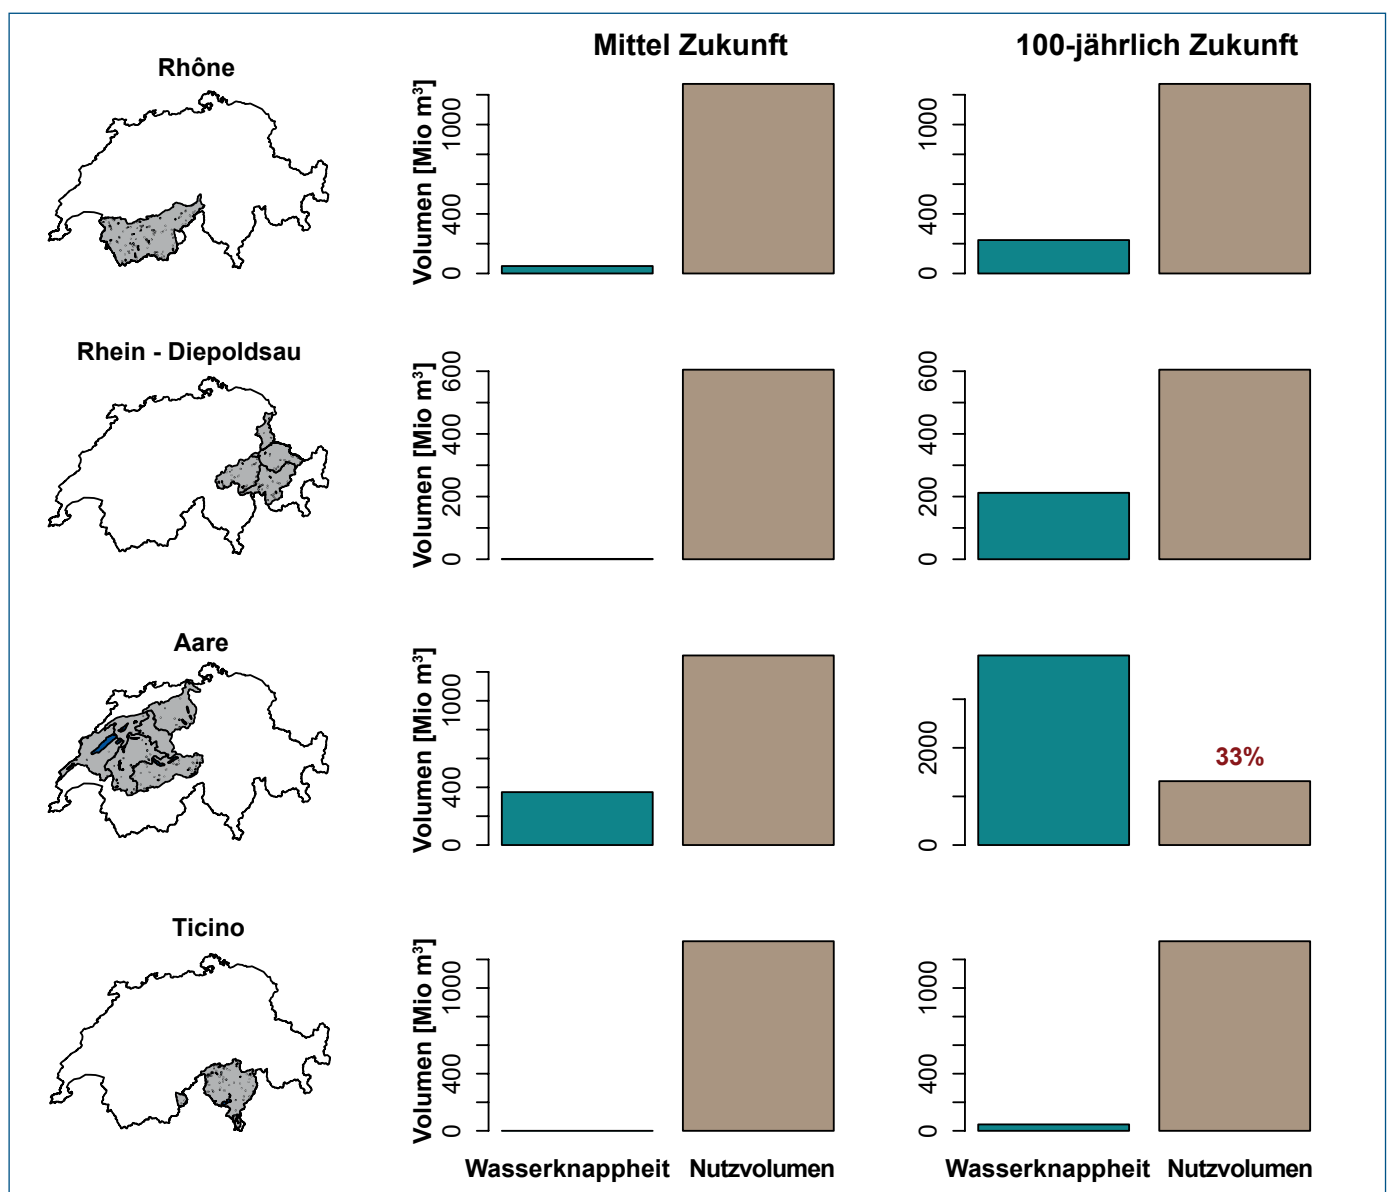 Mittel Zukunft
100-jährlich Zukunft
Rhône
Volumen [Mio m³]
0
400
1000
0
400
1000
Rhein - Diepoldsau
Volumen [Mio m³]
0
200
400
600
0
200
400
600
Aare
Volumen [Mio m³]
0
400
1000
0
2000
33%
Ticino
Volumen [Mio m³]
0
400
1000
0
400
1000
Wasserknappheit
Nutzvolumen
Wasserknappheit
Nutzvolumen